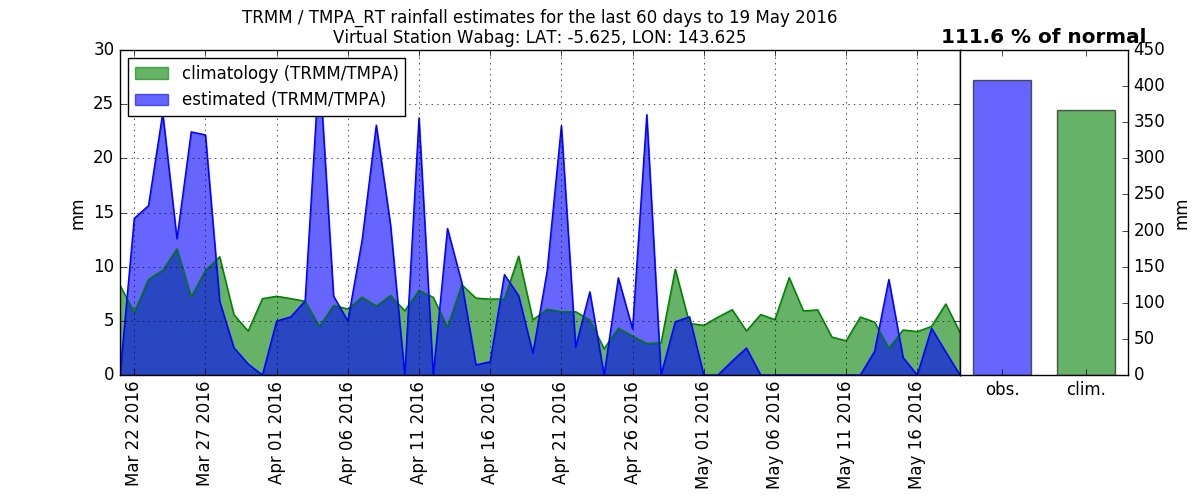 TRMM / TMPA_RT rainfall estimates for the last 60 days to 19 May 2016
Virtual Station Wabag: LAT: -5.625, LON: 143.625
111.6 % of normal
climatology (TRMM/TMPA)
estimated (TRMM/TMPA)
30
25
20
15
10
5
0
mm
Mar 22 2016
Mar 27 2016
Apr 01 2016
Apr 06 2016
Apr 11 2016
Apr 16 2016
Apr 21 2016
Apr 26 2016
May 01 2016
May 06 2016
May 11 2016
May 16 2016
450
400
350
300
250
200
150
100
50
0
mm
obs.
clim.